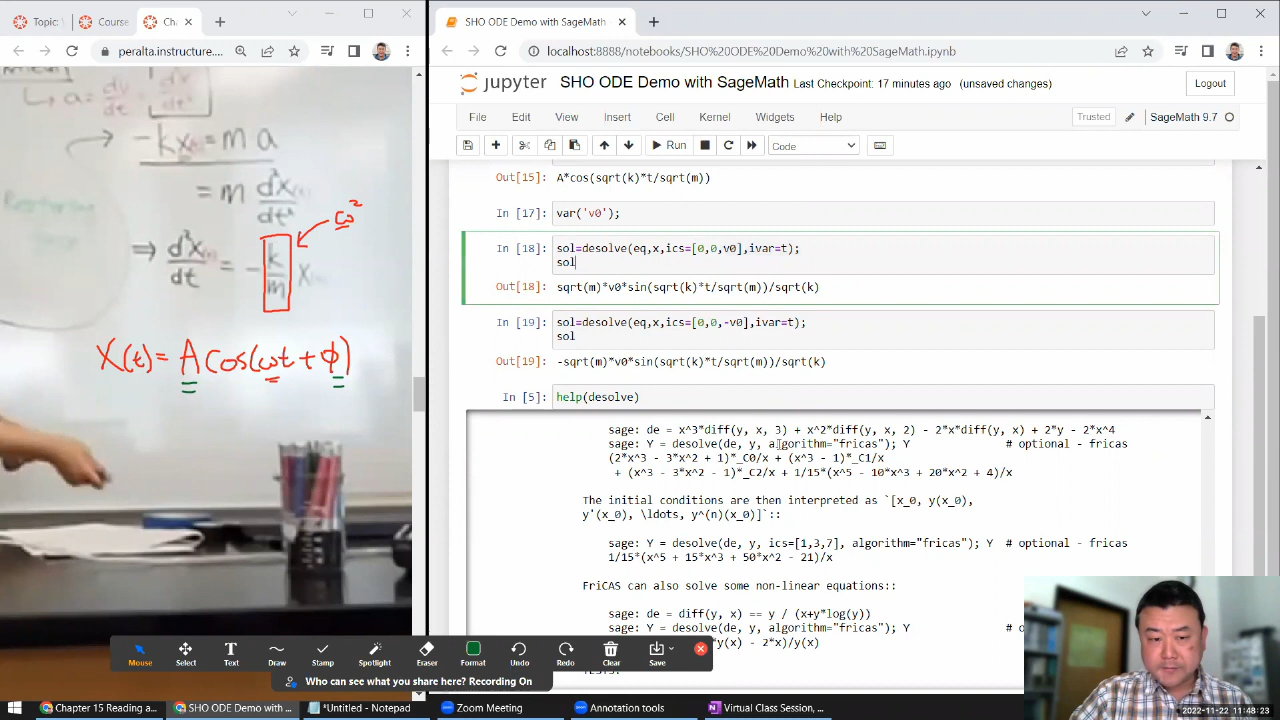 Topic: \
Course
Cha
SHO ODE Demo with SageMath
peralta.instructure....
localhost:8888/notebooks/SHO%20ODE%20Demo%20with%20SageMath.ipynb
jupyter SHO ODE Demo with SageMath Last Checkpoint: 17 minutes ago (unsaved changes)
Logout
File Edit View Insert Cell Kernel Widgets Help
Trusted
SageMath 9.7
Run
Code
Out[15]: A*cos(sqrt(k)*t/sqrt(m))
In [17]: var('v0');
In [18]: sol=desolve(eq,x,ics=[0,0,v0],ivar=t);
sol
Out[18]: sqrt(m)*v0*sin(sqrt(k)*t/sqrt(m))/sqrt(k)
In [19]: sol=desolve(eq,x,ics=[0,0,-v0],ivar=t);
sol
Out[19]: -sqrt(m)*v0*sin(sqrt(k)*t/sqrt(m))/sqrt(k)
In [5]: help(desolve)
sage: de = x^3*diff(y, x, 3) + x^2*diff(y, x, 2) - 2*x*diff(y, x) + 2*y - 2*x^4
sage: Y = desolve(de, y, algorithm="fricas"); Y # optional - fricas
(2*x^3 - 3*x^2 + 1)*_C0/x + (x^3 - 1)*_C1/x
+ (x^3 - 3*x^2 - 1)*_C2/x + 1/15*(x^5 - 10*x^3 + 20*x^2 + 4)/x
The initial conditions are then interpreted as `[x_0, y(x_0),
y'(x_0), \ldots, y^(n)(x_0)]`::
sage: Y = desolve(de, y, ics=[1,3,7], algorithm="fricas"); Y # optional - fricas
1/15*(x^5 + 15*x^3 + 50*x^2 - 21)/x
FriCAS can also solve some non-linear equations::
sage: de = diff(y, x) == y / (x+y*log(y))
sage: Y = desolve(de, y, algorithm="fricas"); Y
y(x) - 2*x)/y(x)
-kx = ma
= m d²x
dt²
⇒ d²x
dt = - k
m x
ω²
X(t) = A Cos(ωt + φ)
Mouse Select Text Draw Stamp Spotlight Eraser Format Undo Redo Clear Save
Who can see what you share here? Recording On
Chapter 15 Reading a...
SHO ODE Demo with ...
*Untitled - Notepad
Zoom Meeting
Annotation tools
Virtual Class Session, ...
2022-11-22 11:48:23